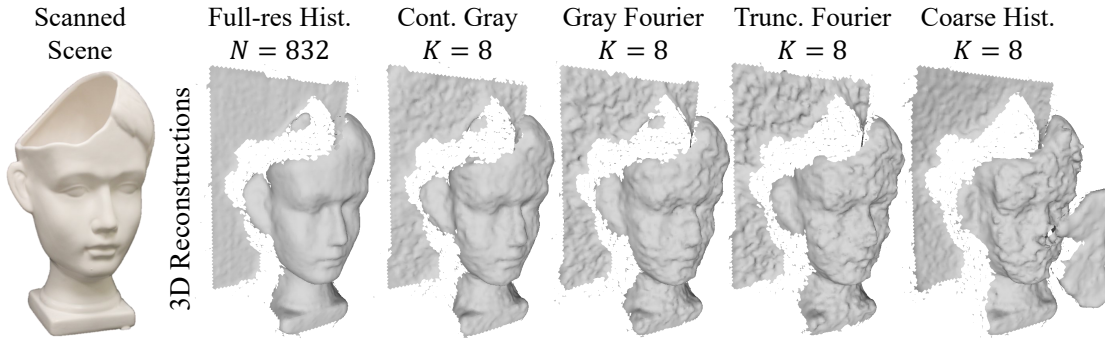 Scanned
Scene
Full-res Hist.
N = 832
Cont. Gray
K = 8
Gray Fourier
K = 8
Trunc. Fourier
K = 8
Coarse Hist.
K = 8
3D Reconstructions